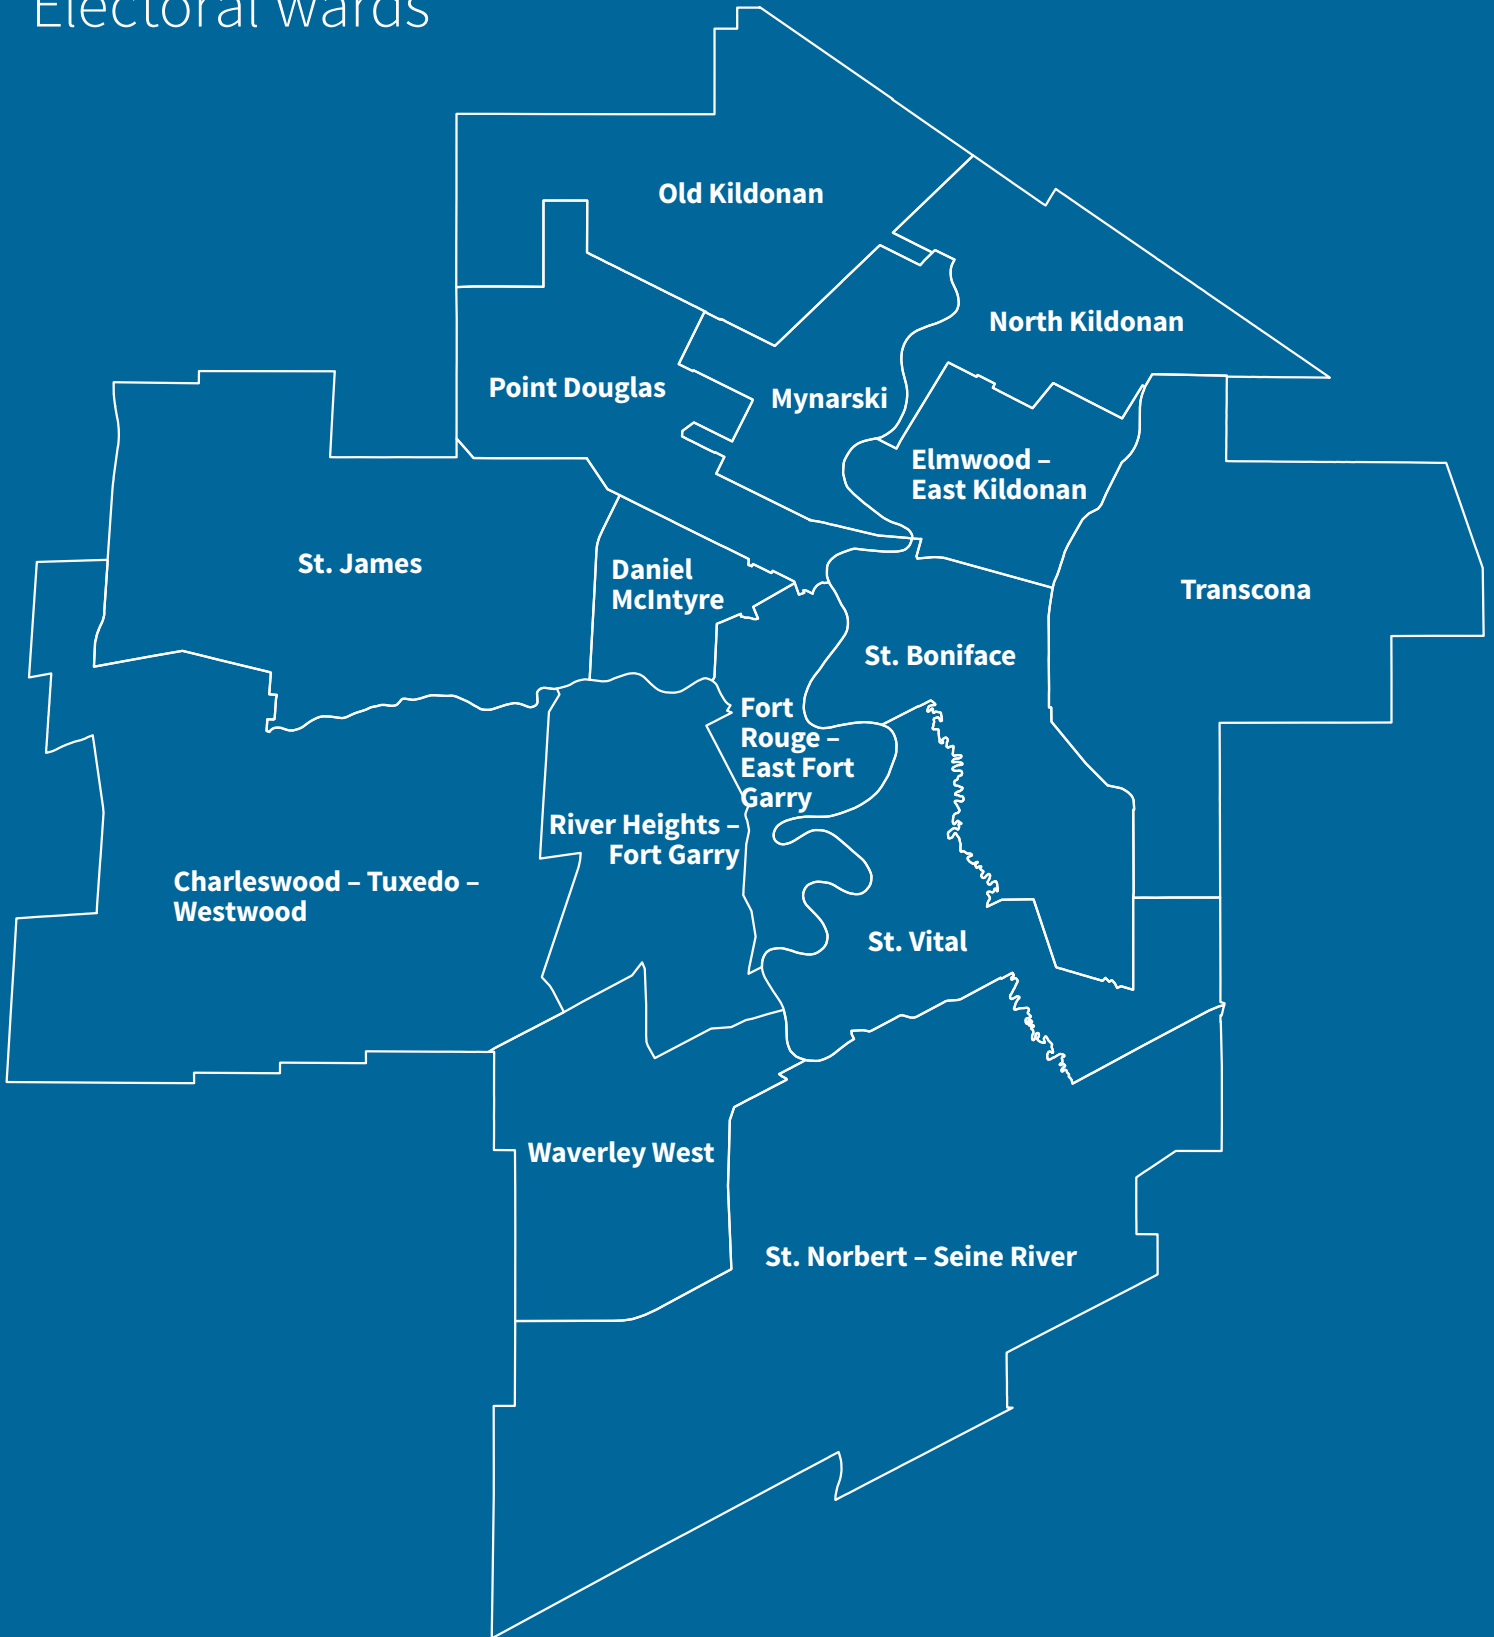 Electoral wards
Old Kildonan
North Kildonan
Point Douglas
Mynarski
Elmwood –
East Kildonan
St. James
Daniel
McIntyre
Transcona
St. Boniface
Fort
Rouge –
East Fort
Garry
River Heights –
Fort Garry
Charleswood – Tuxedo –
Westwood
St. Vital
Waverley West
St. Norbert – Seine River